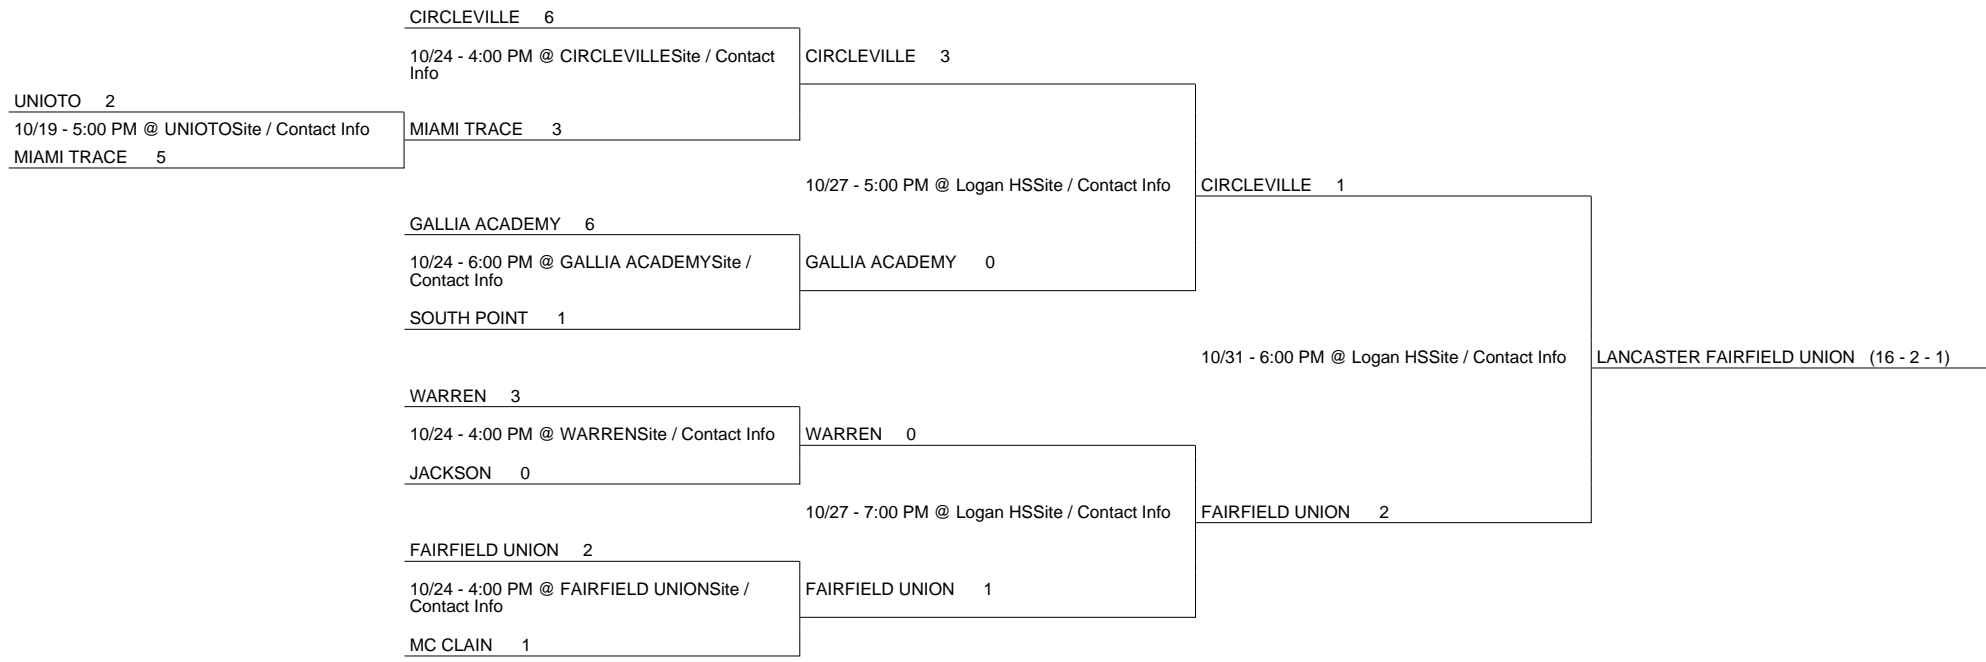 UNIOTO 2
10/19 - 5:00 PM @ UNIOTOSite / Contact Info
MIAMI TRACE 5
CIRCLEVILLE 6
10/24 - 4:00 PM @ CIRCLEVILLESite / Contact
Info
MIAMI TRACE 3
GALLIA ACADEMY 6
10/24 - 6:00 PM @ GALLIA ACADEMYSite /
Contact Info
SOUTH POINT 1
WARREN 3
10/24 - 4:00 PM @ WARRENSite / Contact Info
JACKSON 0
FAIRFIELD UNION 2
10/24 - 4:00 PM @ FAIRFIELD UNIONSite /
Contact Info
MC CLAIN 1
CIRCLEVILLE 3
10/27 - 5:00 PM @ Logan HSSite / Contact Info
GALLIA ACADEMY 0
WARREN 0
10/27 - 7:00 PM @ Logan HSSite / Contact Info
FAIRFIELD UNION 1
CIRCLEVILLE 1
10/31 - 6:00 PM @ Logan HSSite / Contact Info
FAIRFIELD UNION 2
LANCASTER FAIRFIELD UNION (16 - 2 - 1)